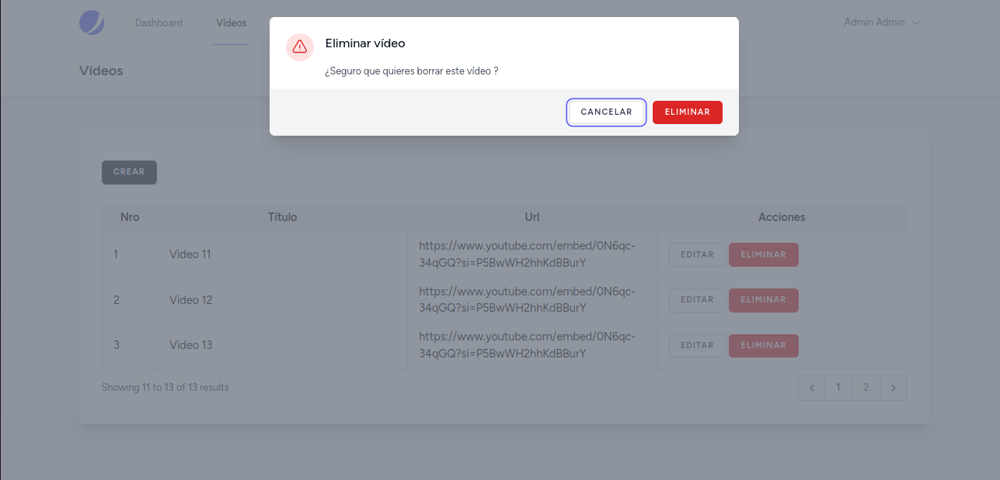 Dashboard Vídeos Admin Admin
Eliminar vídeo
Vídeos
¿Seguro que quieres borrar este vídeo ?
CANCELAR ELIMINAR
CREAR
Nro Título Url Acciones
1 Video 11 https://www.youtube.com/embed/0N6qc-
34qGQ?si=P5BwWH2hhKdBBurY EDITAR ELIMINAR
2 Video 12 https://www.youtube.com/embed/0N6qc-
34qGQ?si=P5BwWH2hhKdBBurY EDITAR ELIMINAR
3 Video 13 https://www.youtube.com/embed/0N6qc-
34qGQ?si=P5BwWH2hhKdBBurY EDITAR ELIMINAR
Showing 11 to 13 of 13 results 1 2